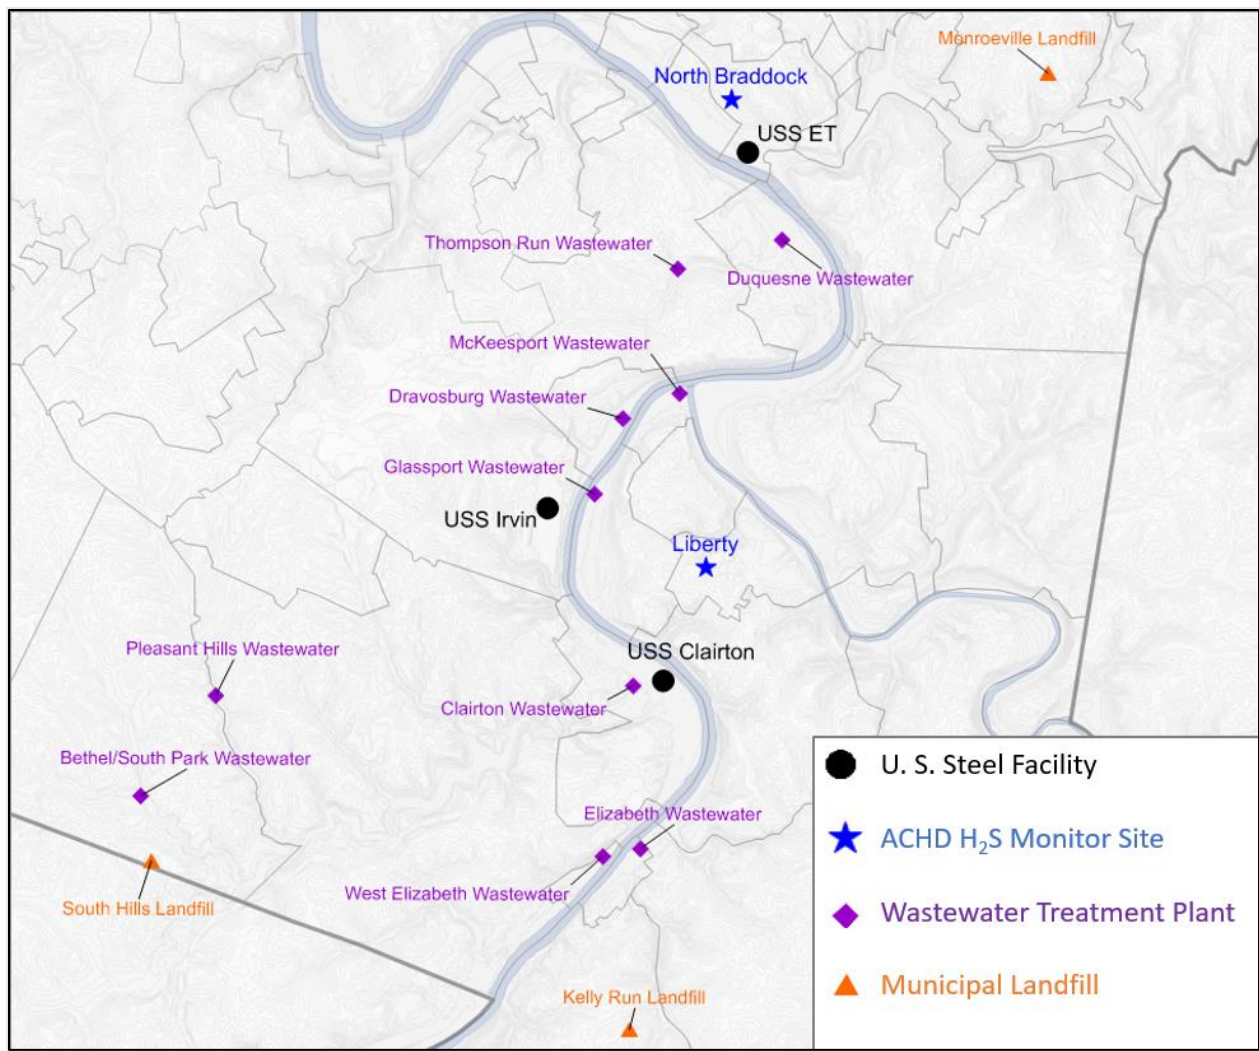 Monroeville Landfill
North Braddock
USS ET
Thompson Run Wastewater
Duquesne Wastewater
McKeesport Wastewater
Dravosburg Wastewater
Glassport Wastewater
USS Irvin
Liberty
Pleasant Hills Wastewater
USS Clairton
Clairton Wastewater
Bethel/South Park Wastewater
Elizabeth Wastewater
West Elizabeth Wastewater
South Hills Landfill
Kelly Run Landfill
U. S. Steel Facility
ACHD H₂S Monitor Site
Wastewater Treatment Plant
Municipal Landfill